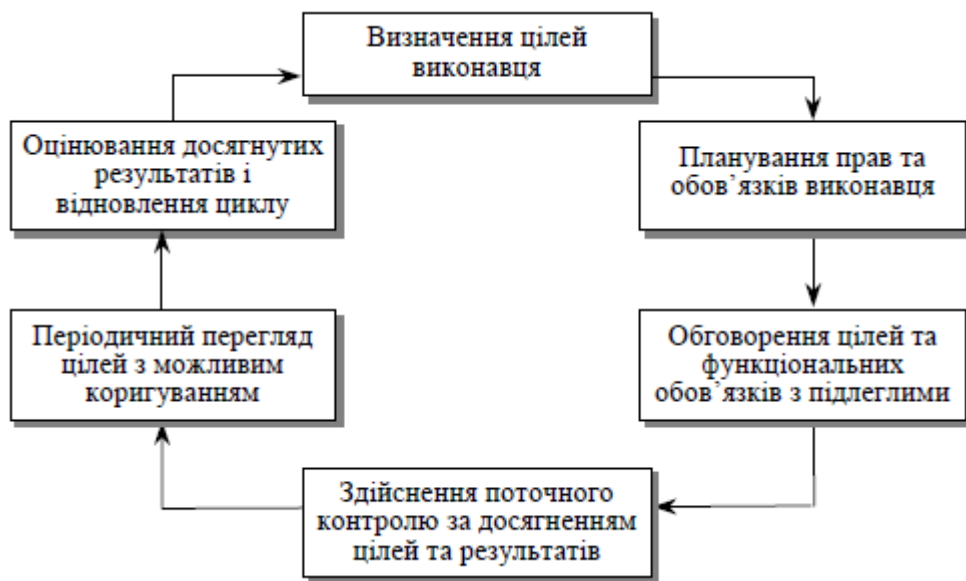 Визначення цілей
виконавця
Планування прав та
обов’язків виконавця
Обговорення цілей та
функціональних
обов’язків з підлеглими
Здійснення поточного
контролю за досягненням
цілей та результатів
Періодичний перегляд
цілей з можливим
коригуванням
Оцінювання досягнутих
результатів і
відновлення циклу